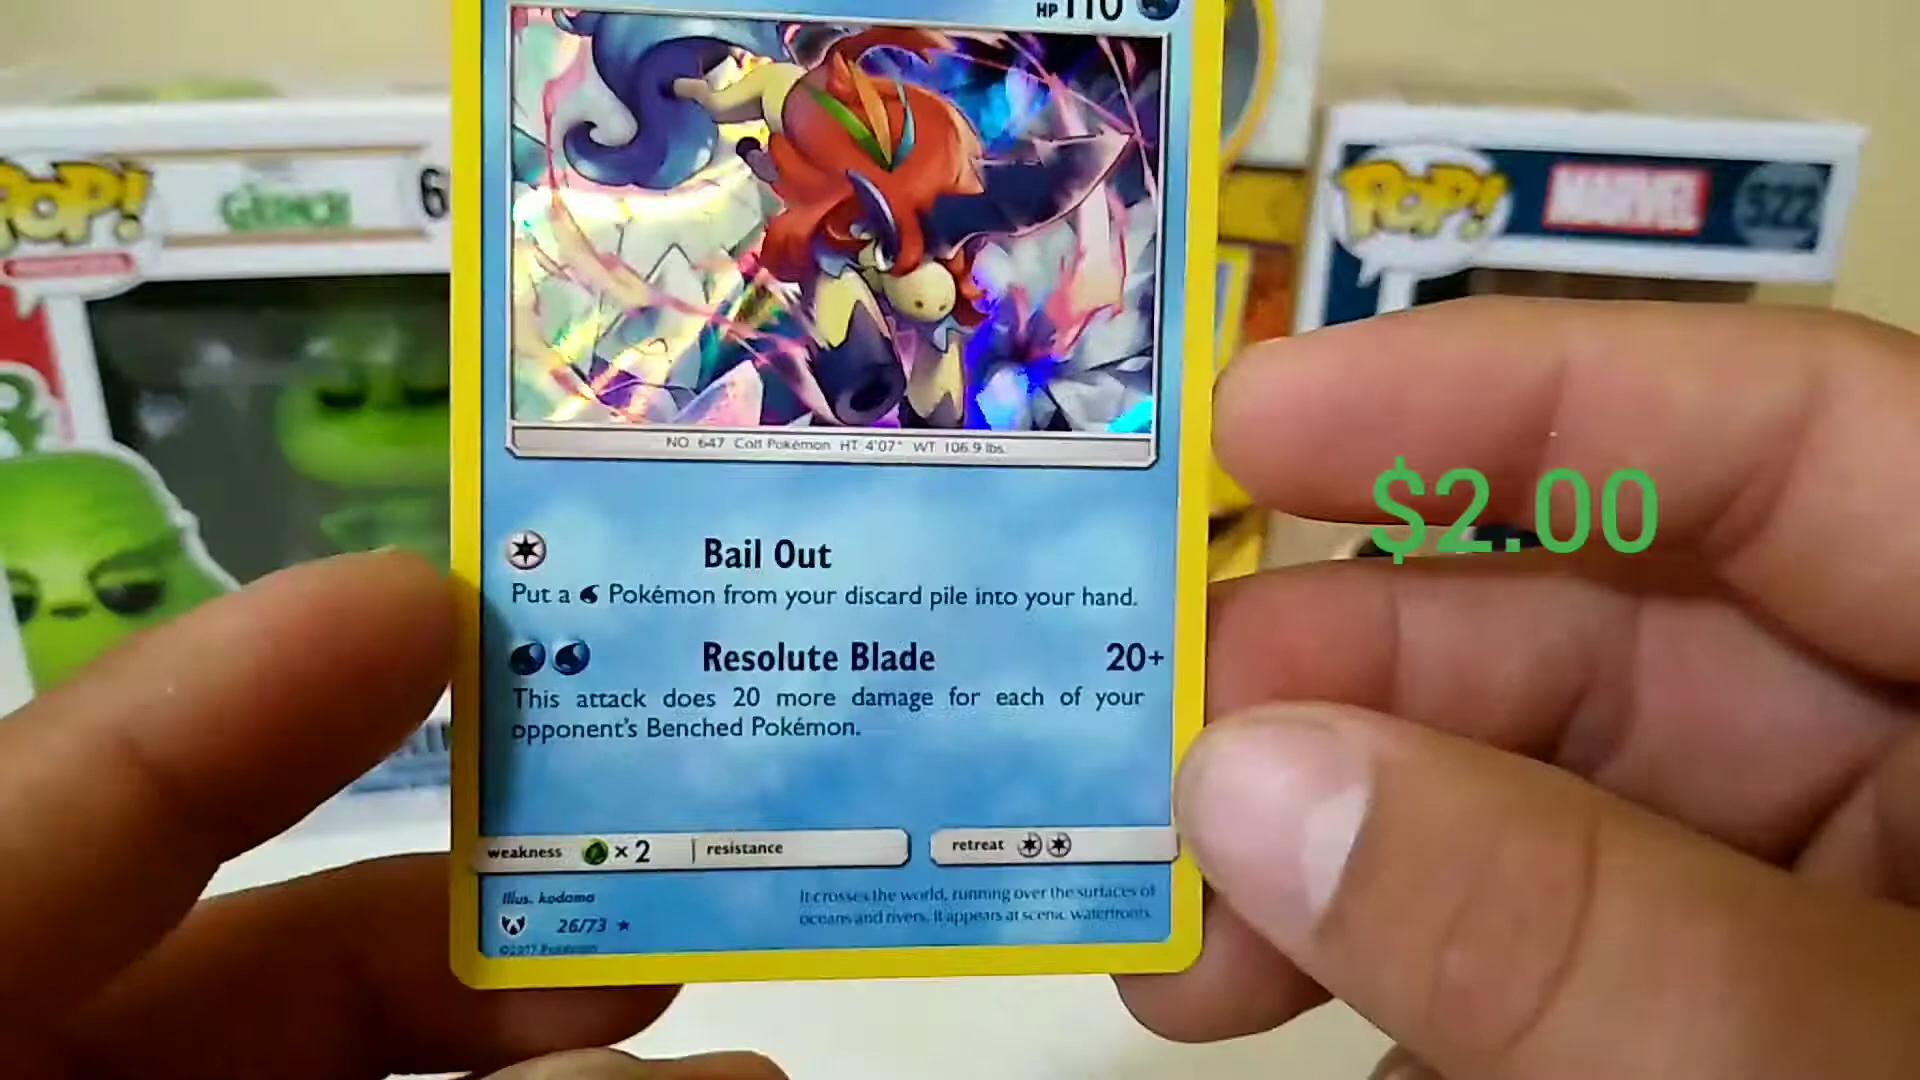 HP 110
POP!
GRINCH
6
POP!
MARVEL
522
NO. 647 Colt Pokémon HT 4'07" WT 106.9 lbs.
$2.00
Bail Out
Put a Pokémon from your discard pile into your hand.
Resolute Blade 20+
This attack does 20 more damage for each of your
opponent's Benched Pokémon.
weakness ×2 resistance retreat
Illus. kodama
26/73
©2017 Pokémon
It crosses the world, running over the surfaces of
oceans and rivers. It appears at scenic waterfronts.